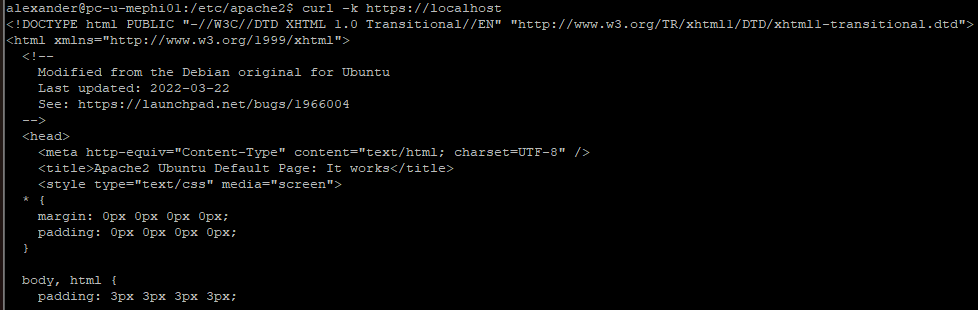 alexander@pc-u-mephi01:/etc/apache2$ curl -k https://localhost
<!DOCTYPE html PUBLIC "-//W3C//DTD XHTML 1.0 Transitional//EN" "http://www.w3.org/TR/xhtml1/DTD/xhtml1-transitional.dtd">
<html xmlns="http://www.w3.org/1999/xhtml">
  <!--
    Modified from the Debian original for Ubuntu
    Last updated: 2022-03-22
    See: https://launchpad.net/bugs/1966004
  -->
  <head>
    <meta http-equiv="Content-Type" content="text/html; charset=UTF-8" />
    <title>Apache2 Ubuntu Default Page: It works</title>
    <style type="text/css" media="screen">
  * {
    margin: 0px 0px 0px 0px;
    padding: 0px 0px 0px 0px;
  }

  body, html {
    padding: 3px 3px 3px 3px;